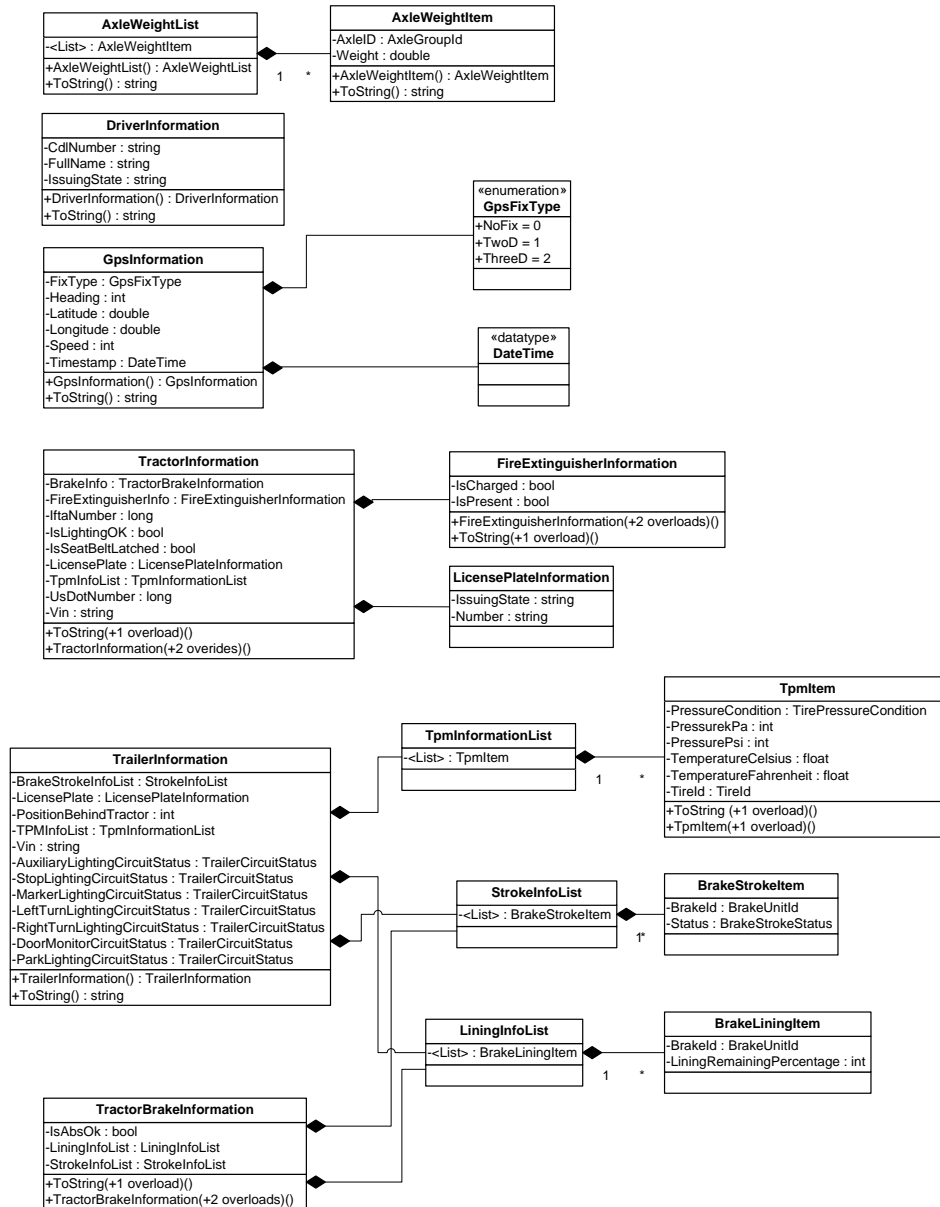 AxleWeightList
-<List> : AxleWeightItem
+AxleWeightList() : AxleWeightList
+ToString() : string
1
*
AxleWeightItem
-AxleID : AxleGroupId
-Weight : double
+AxleWeightItem() : AxleWeightItem
+ToString() : string
DriverInformation
-CdlNumber : string
-FullName : string
-IssuingState : string
+DriverInformation() : DriverInformation
+ToString() : string
«enumeration»
GpsFixType
+NoFix = 0
+TwoD = 1
+ThreeD = 2
GpsInformation
-FixType : GpsFixType
-Heading : int
-Latitude : double
-Longitude : double
-Speed : int
-Timestamp : DateTime
+GpsInformation() : GpsInformation
+ToString() : string
«datatype»
DateTime
TractorInformation
-BrakeInfo : TractorBrakeInformation
-FireExtinguisherInfo : FireExtinguisherInformation
-IftaNumber : long
-IsLightingOK : bool
-IsSeatBeltLatched : bool
-LicensePlate : LicensePlateInformation
-TpmInfoList : TpmInformationList
-UsDotNumber : long
-Vin : string
+ToString(+1 overload)()
+TractorInformation(+2 overides)()
FireExtinguisherInformation
-IsCharged : bool
-IsPresent : bool
+FireExtinguisherInformation(+2 overloads)()
+ToString(+1 overload)()
LicensePlateInformation
-IssuingState : string
-Number : string
TpmItem
-PressureCondition : TirePressureCondition
-PressurekPa : int
-PressurePsi : int
-TemperatureCelsius : float
-TemperatureFahrenheit : float
-TireId : TireId
+ToString (+1 overload)()
+TpmItem(+1 overload)()
TpmInformationList
-<List> : TpmItem
1
*
TrailerInformation
-BrakeStrokeInfoList : StrokeInfoList
-LicensePlate : LicensePlateInformation
-PositionBehindTractor : int
-TPMInfoList : TpmInformationList
-Vin : string
-AuxiliaryLightingCircuitStatus : TrailerCircuitStatus
-StopLightingCircuitStatus : TrailerCircuitStatus
-MarkerLightingCircuitStatus : TrailerCircuitStatus
-LeftTurnLightingCircuitStatus : TrailerCircuitStatus
-RightTurnLightingCircuitStatus : TrailerCircuitStatus
-DoorMonitorCircuitStatus : TrailerCircuitStatus
-ParkLightingCircuitStatus : TrailerCircuitStatus
+TrailerInformation() : TrailerInformation
+ToString() : string
StrokeInfoList
-<List> : BrakeStrokeItem
1
*
BrakeStrokeItem
-BrakeId : BrakeUnitId
-Status : BrakeStrokeStatus
LiningInfoList
-<List> : BrakeLiningItem
1
*
BrakeLiningItem
-BrakeId : BrakeUnitId
-LiningRemainingPercentage : int
TractorBrakeInformation
-IsAbsOk : bool
-LiningInfoList : LiningInfoList
-StrokeInfoList : StrokeInfoList
+ToString(+1 overload)()
+TractorBrakeInformation(+2 overloads)()